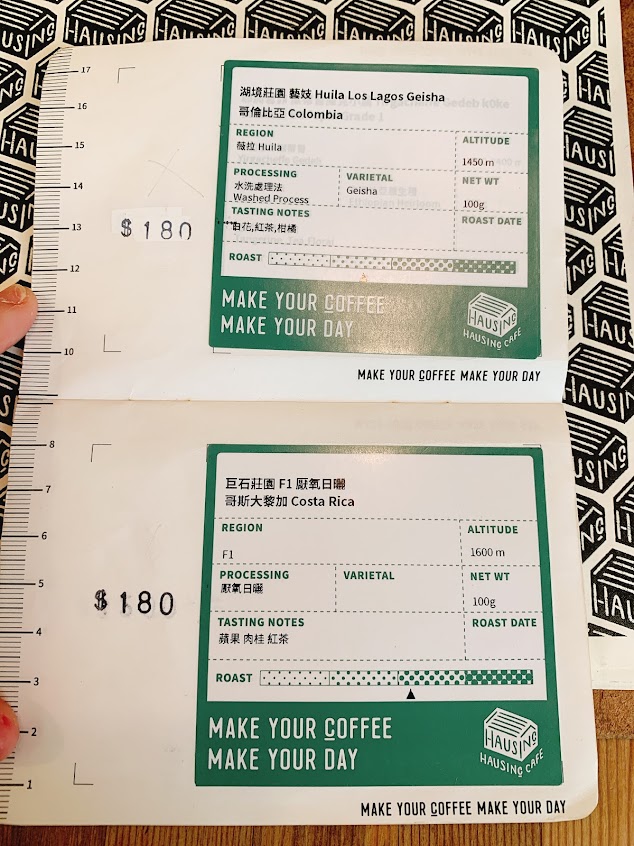 17
16
15
14
13
12
11
10
$180
湖境莊園 藝妓 Huila Los Lagos Geisha
哥倫比亞 Colombia
REGION
薇拉 Huila
ALTITUDE
1450 m
PROCESSING
水洗處理法
Washed Process
VARIETAL
Geisha
NET WT
100g
TASTING NOTES
白花,紅茶,柑橘
ROAST DATE
ROAST
MAKE YOUR COFFEE
MAKE YOUR DAY
HAUSING
HAUSING CAFE
MAKE YOUR COFFEE MAKE YOUR DAY
8
7
6
5
4
3
2
1
$180
巨石莊園 F1 厭氧日曬
哥斯大黎加 Costa Rica
REGION
F1
ALTITUDE
1600 m
PROCESSING
厭氧日曬
VARIETAL
NET WT
100g
TASTING NOTES
蘋果 肉桂 紅茶
ROAST DATE
ROAST
MAKE YOUR COFFEE
MAKE YOUR DAY
HAUSING
HAUSING CAFE
MAKE YOUR COFFEE MAKE YOUR DAY